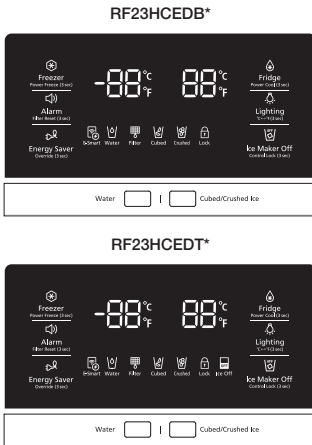 RF23HCEDB*
Freezer
Power Freeze (3 sec)
-88 °C °F
88 °C °F
Fridge
Power Cool (3 sec)
Alarm
Filter Reset (3 sec)
Lighting
°C↔°F (3 sec)
E-Smart Water Filter Cubed Crushed Lock
Energy Saver
Override (3 sec)
Ice Maker Off
Control Lock (3 sec)
Water | Cubed/Crushed Ice
RF23HCEDT*
Freezer
Power Freeze (3 sec)
-88 °C °F
88 °C °F
Fridge
Power Cool (3 sec)
Alarm
Filter Reset (3 sec)
Lighting
°C↔°F (3 sec)
E-Smart Water Filter Cubed Crushed Lock Ice Off
Energy Saver
Override (3 sec)
Ice Maker Off
Control Lock (3 sec)
Water | Cubed/Crushed Ice